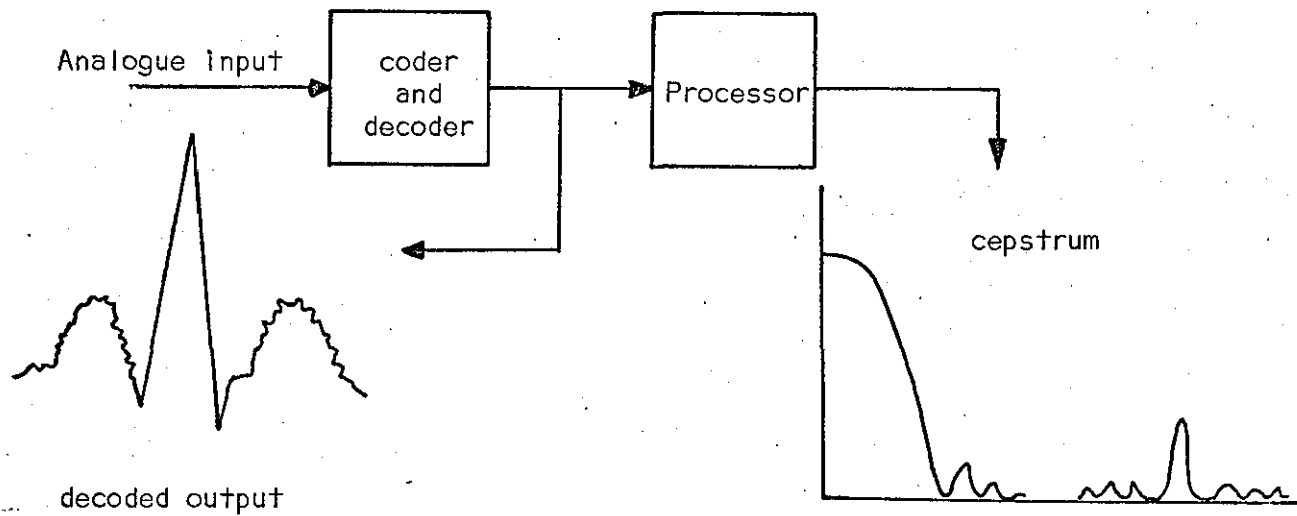 Analogue input
coder
and
decoder
Processor
cepstrum
decoded output